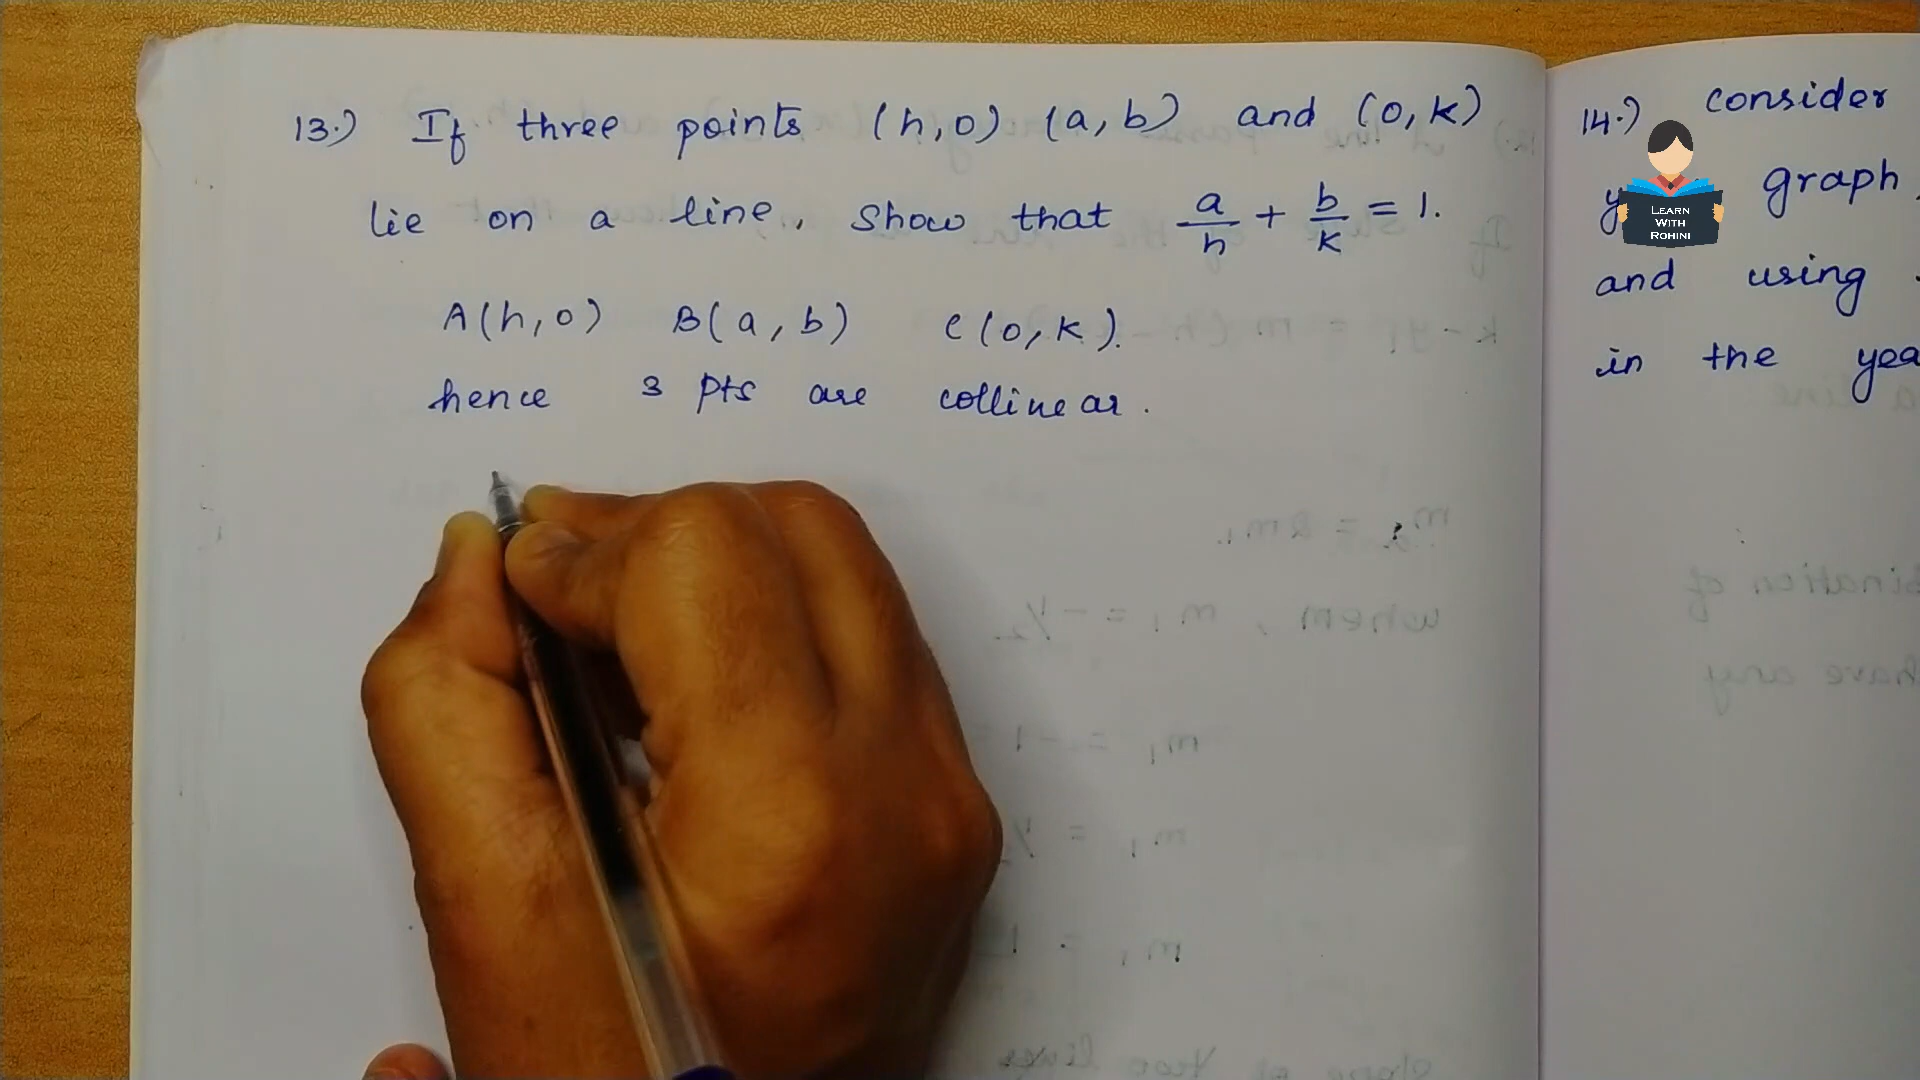 13.) If three points (h,0) (a,b) and (0,k)
lie on a line, show that a/h + b/k = 1.
A(h,0) B(a,b) C(0,k).
hence 3 pts are collinear.
14.) consider
graph,
and using
in the
LEARN
WITH
ROHINI